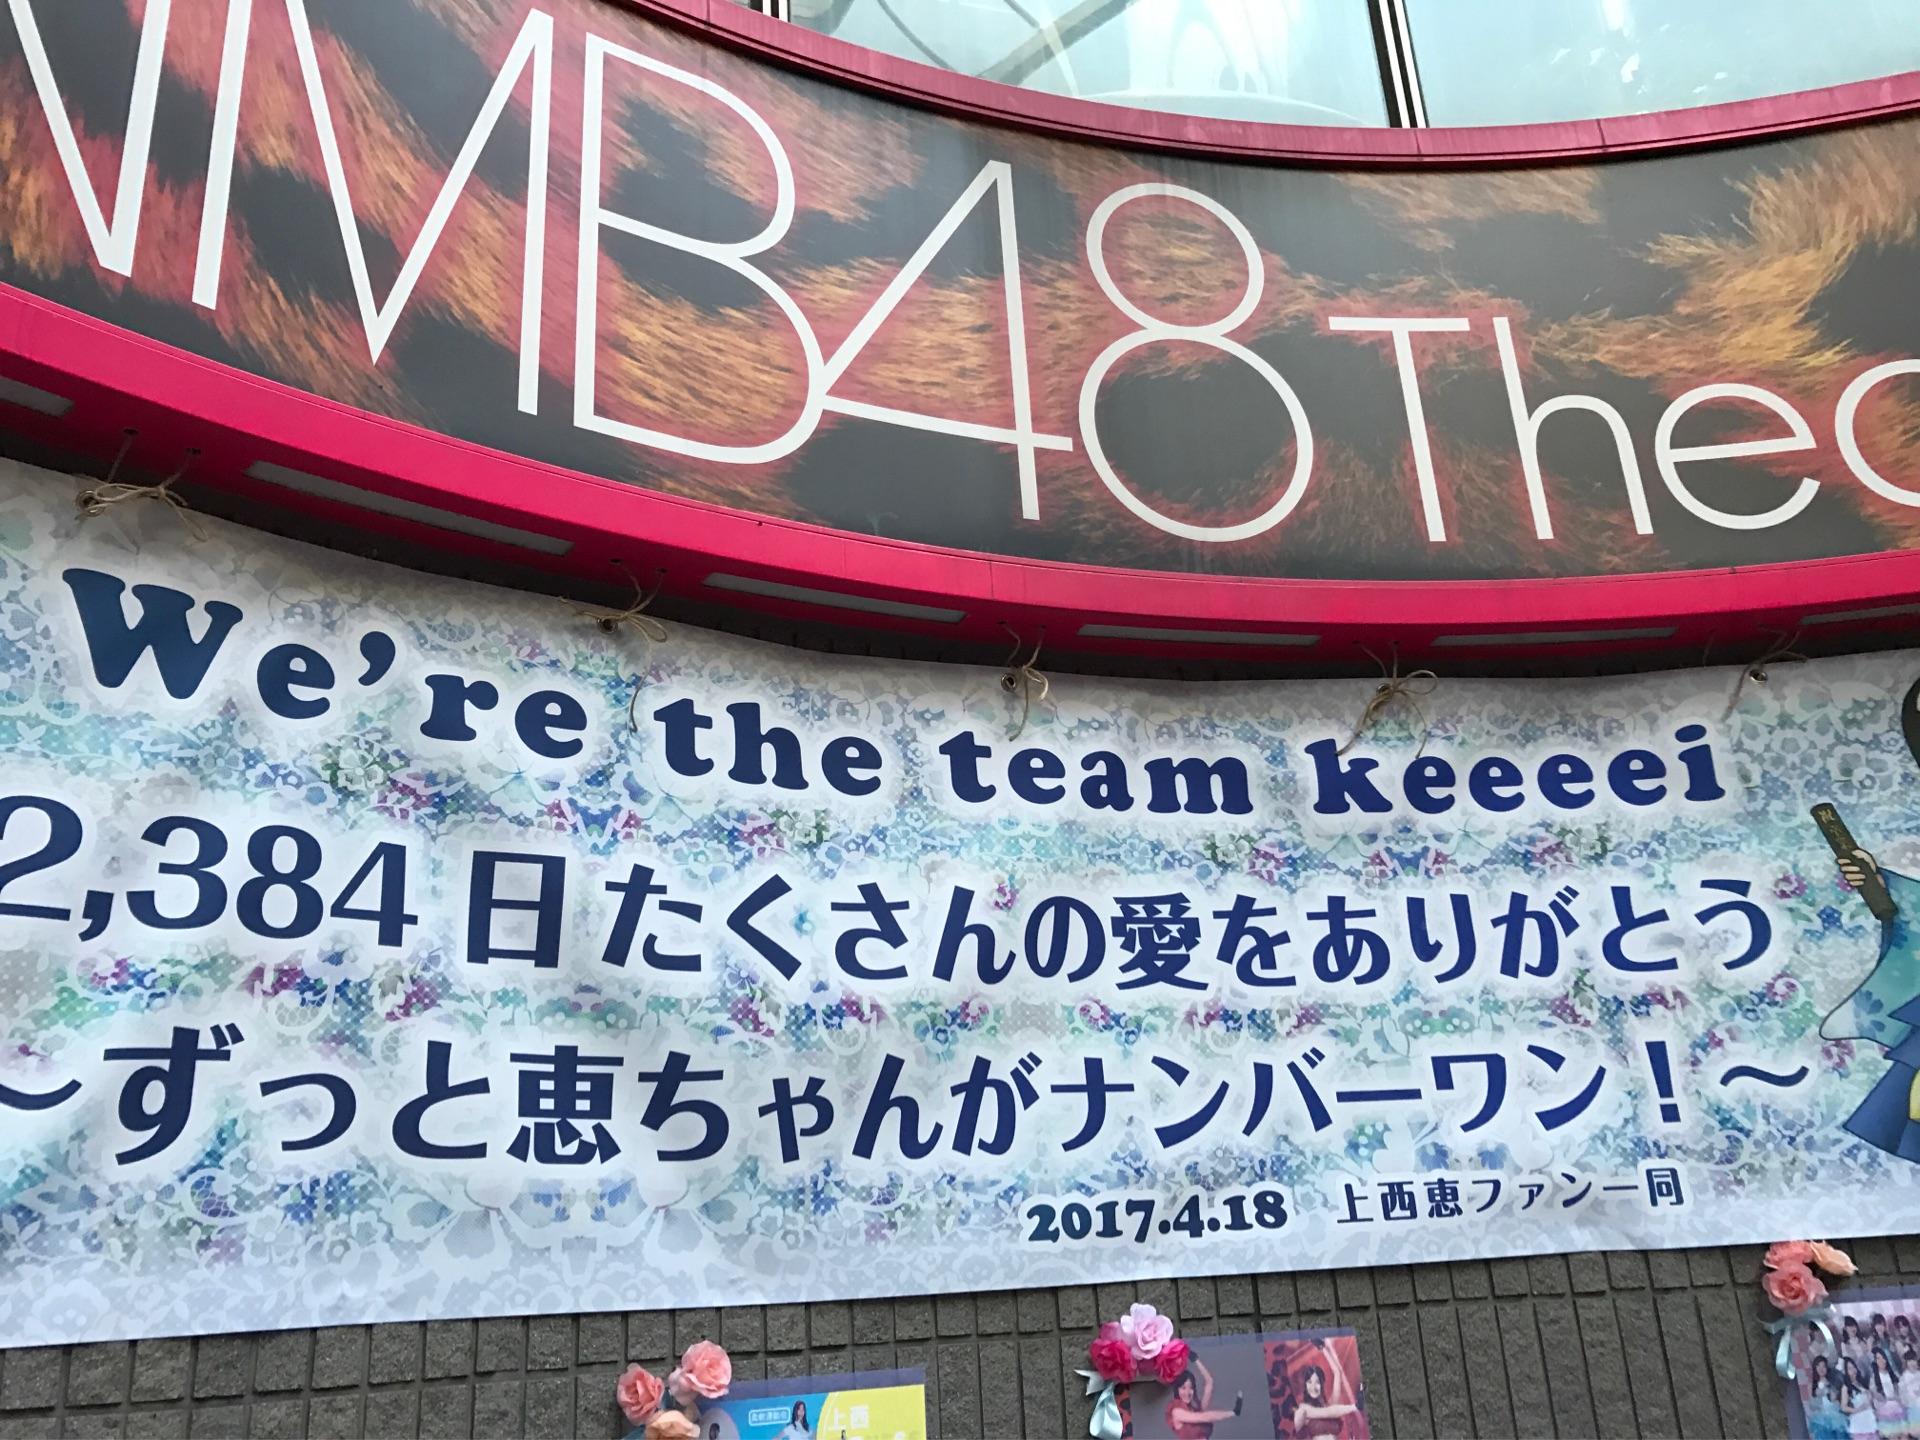 NMB48 Thea
We're the team keeeei
2,384日たくさんの愛をありがとう
～ずっと恵ちゃんがナンバーワン！～
2017.4.18 上西恵ファン一同
上西